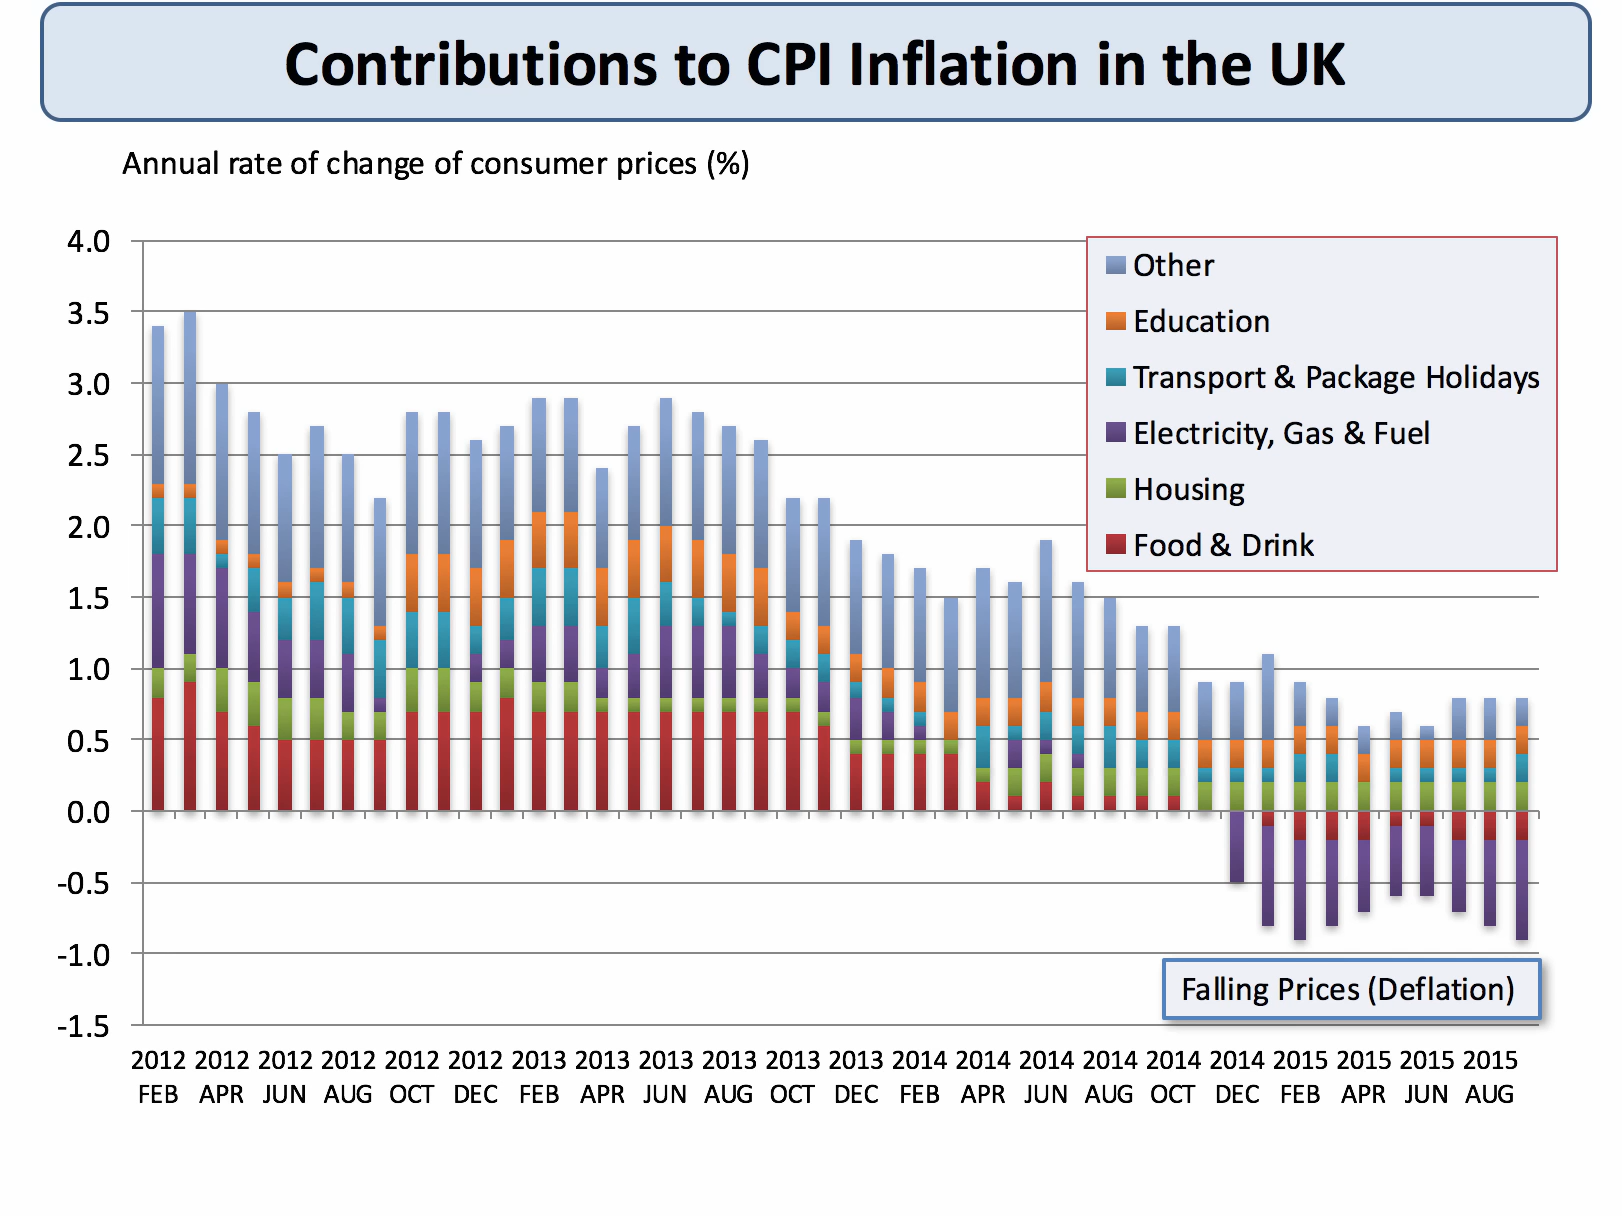 Contributions to CPI Inflation in the UK
Annual rate of change of consumer prices (%)
4.0
3.5
3.0
2.5
2.0
1.5
1.0
0.5
0.0
-0.5
-1.0
-1.5
Other
Education
Transport & Package Holidays
Electricity, Gas & Fuel
Housing
Food & Drink
Falling Prices (Deflation)
2012 2012 2012 2012 2012 2012 2013 2013 2013 2013 2013 2013 2014 2014 2014 2014 2014 2014 2015 2015 2015 2015
FEB APR JUN AUG OCT DEC FEB APR JUN AUG OCT DEC FEB APR JUN AUG OCT DEC FEB APR JUN AUG